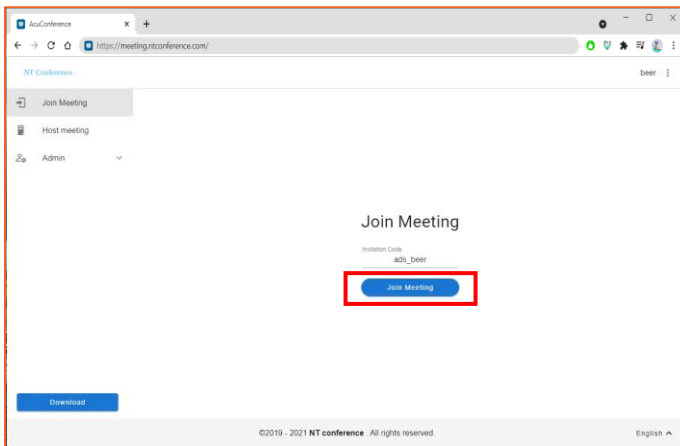 AcuConference
https://meeting.ntconference.com/
NT Conference
beer
Join Meeting
Host meeting
Admin
Join Meeting
Invitation Code
ads_beer
Join Meeting
Download
©2019 - 2021 NT conference . All rights reserved.
English